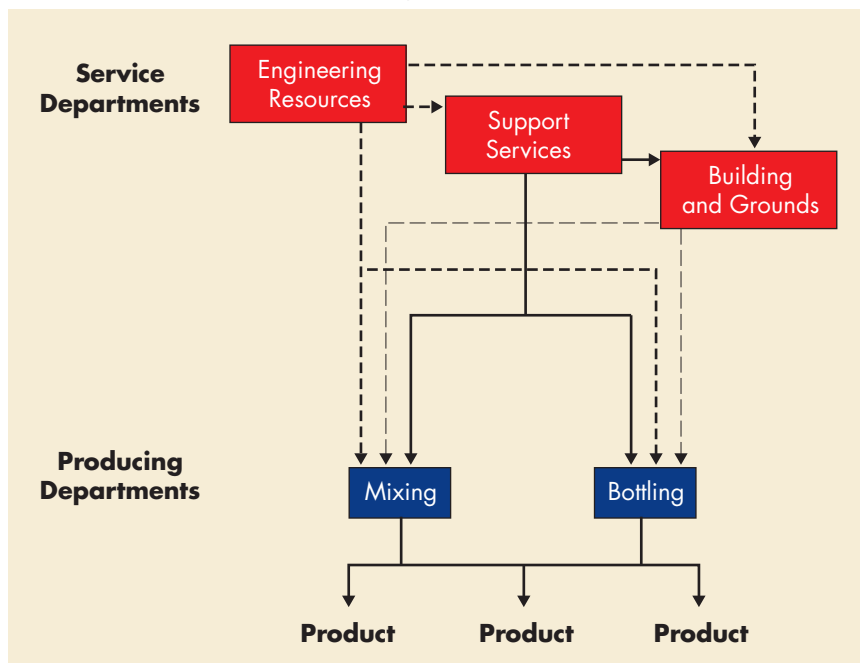 Service
Departments
Engineering
Resources
Support
Services
Building
and Grounds
Producing
Departments
Mixing
Bottling
Product
Product
Product